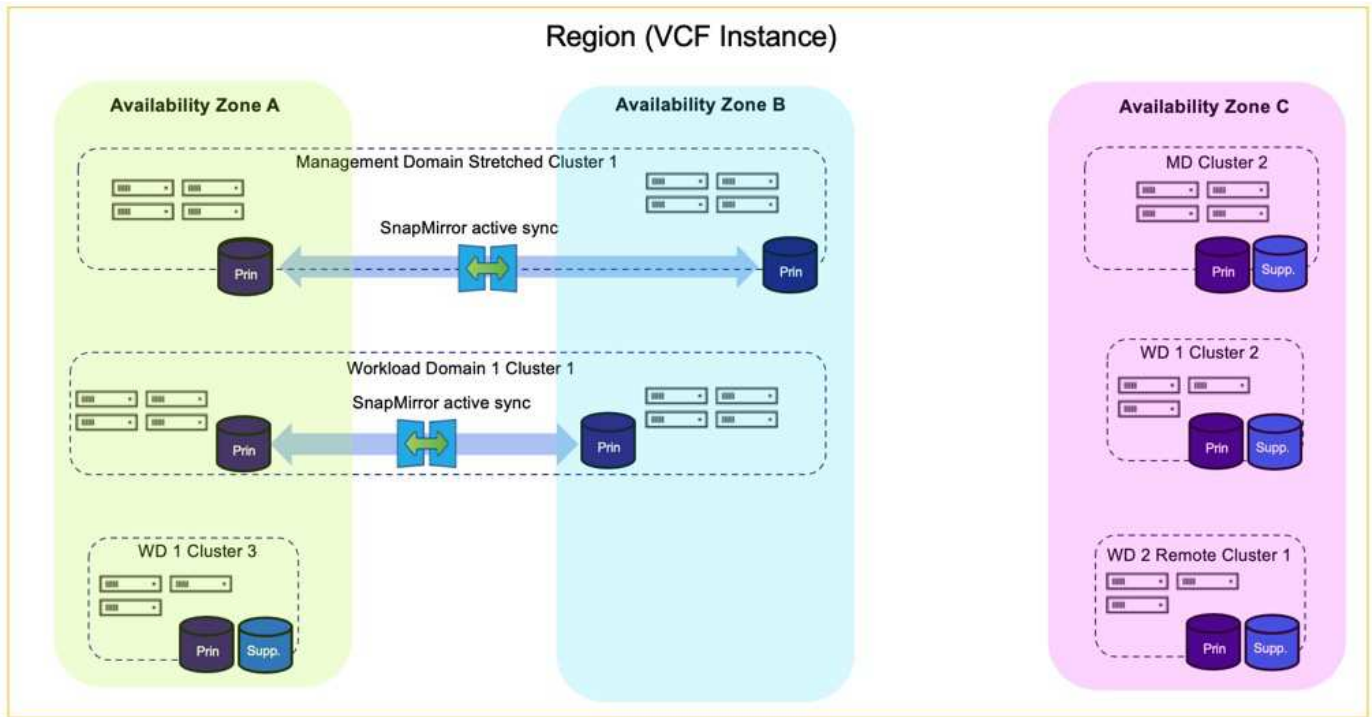 Region (VCF Instance)
Availability Zone A
Availability Zone B
Availability Zone C
Management Domain Stretched Cluster 1
SnapMirror active sync
Prin
Prin
MD Cluster 2
Prin
Supp.
Workload Domain 1 Cluster 1
SnapMirror active sync
Prin
Prin
WD 1 Cluster 2
Prin
Supp.
WD 1 Cluster 3
Prin
Supp.
WD 2 Remote Cluster 1
Prin
Supp.